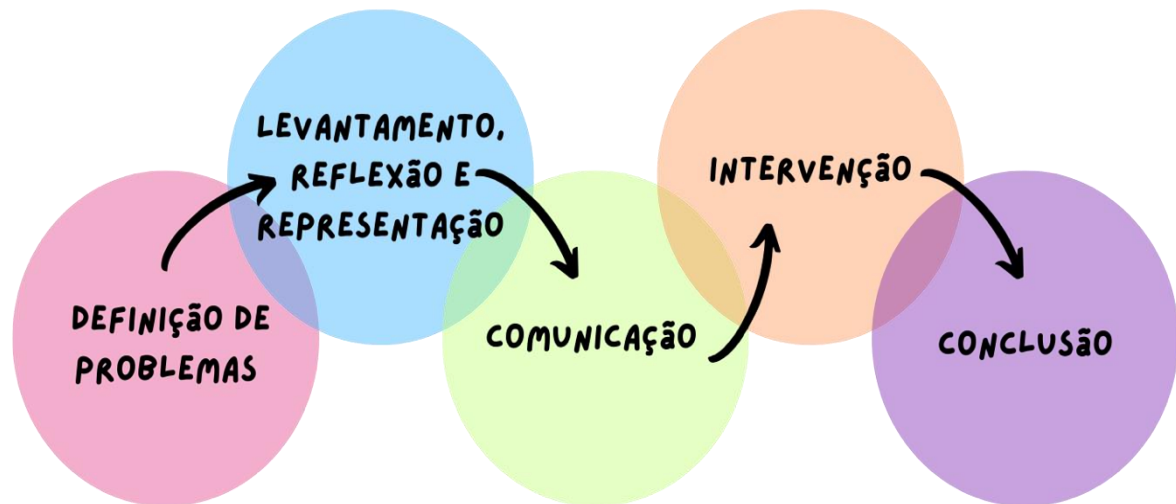 DEFINIÇÃO DE
PROBLEMAS
LEVANTAMENTO,
REFLEXÃO E
REPRESENTAÇÃO
COMUNICAÇÃO
INTERVENÇÃO
CONCLUSÃO